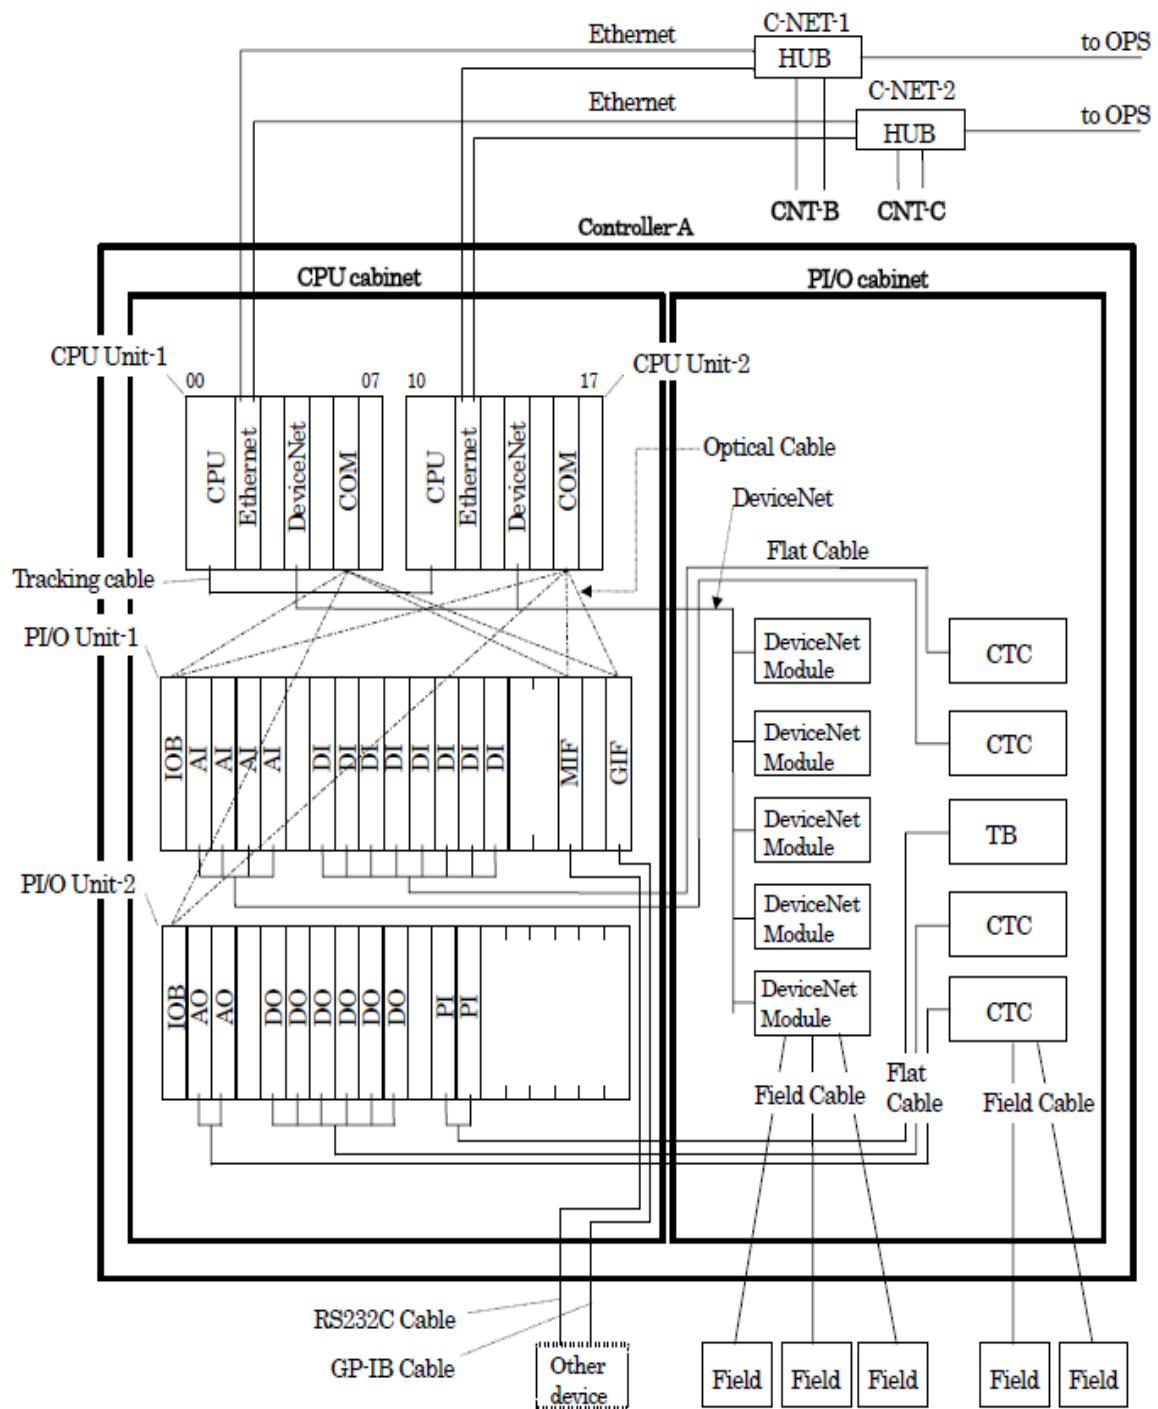 C-NET-1
Ethernet
HUB
to OPS
C-NET-2
Ethernet
HUB
to OPS
CNT-B
CNT-C
Controller-A
CPU cabinet
PI/O cabinet
CPU Unit-1
00
07
10
17
CPU Unit-2
CPU
Ethernet
DeviceNet
COM
CPU
Ethernet
DeviceNet
COM
Optical Cable
DeviceNet
Flat Cable
Tracking cable
PI/O Unit-1
IOB
AI
AI
AI
AI
DI
DI
DI
DI
DI
DI
DI
DI
MIF
GIF
DeviceNet
Module
CTC
DeviceNet
Module
CTC
DeviceNet
Module
TB
DeviceNet
Module
CTC
DeviceNet
Module
CTC
PI/O Unit-2
IOB
AO
AO
DO
DO
DO
DO
DO
DO
PI
PI
Field Cable
Flat
Cable
Field Cable
RS232C Cable
GP-IB Cable
Other
device
Field
Field
Field
Field
Field